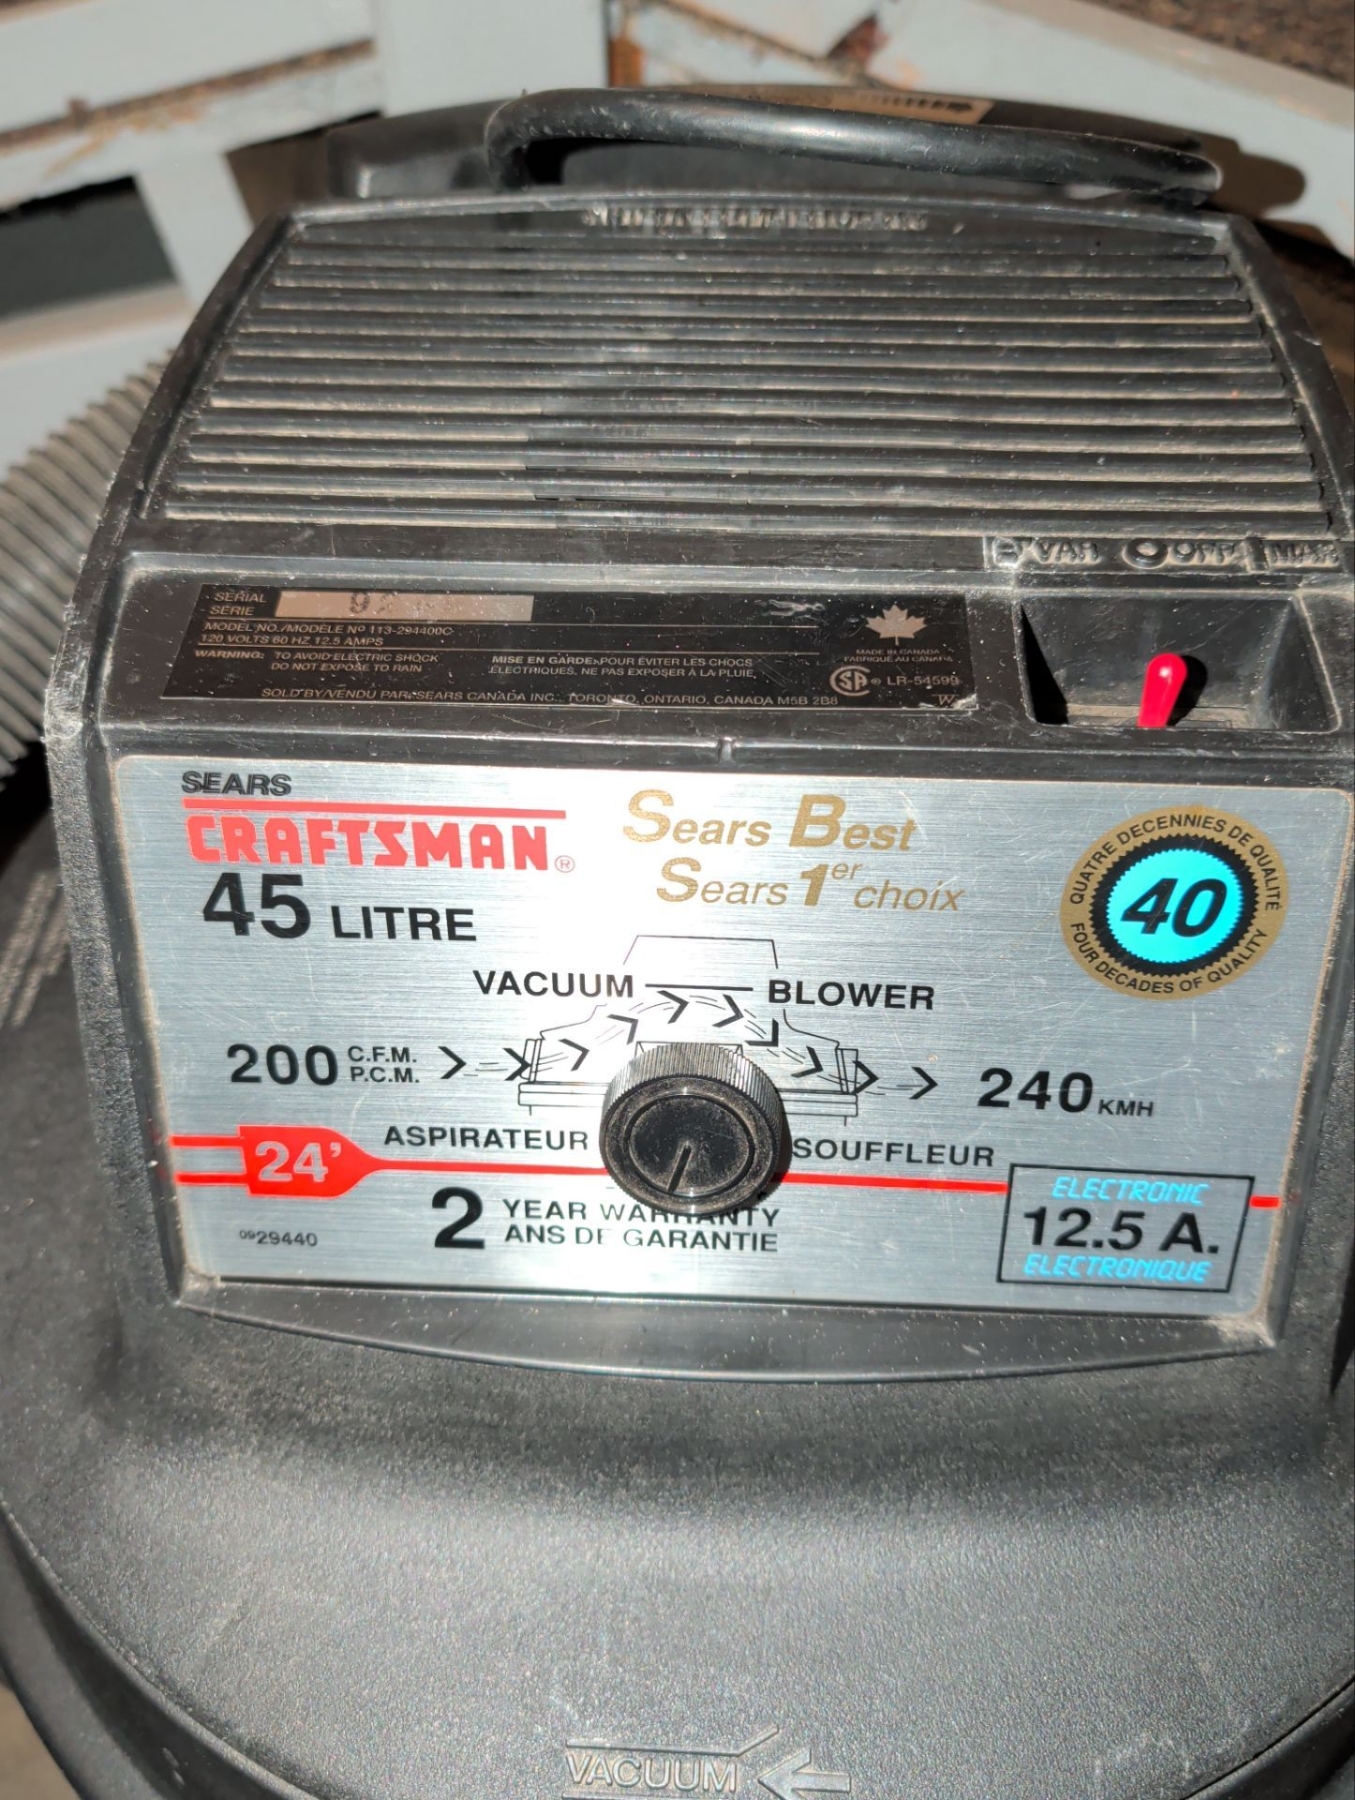 VAR OFF MAX
SERIAL
SÉRIE
MODEL NO./MODÈLE Nº 113-294400C
120 VOLTS 60 HZ 12.5 AMPS
WARNING: TO AVOID ELECTRIC SHOCK
DO NOT EXPOSE TO RAIN
MISE EN GARDE: POUR ÉVITER LES CHOCS
ÉLECTRIQUES, NE PAS EXPOSER À LA PLUIE
MADE IN CANADA
FABRIQUÉ AU CANADA
SA ® LR-54599
SOLD BY/VENDU PAR: SEARS CANADA INC., TORONTO, ONTARIO, CANADA M5B 2B8
W
SEARS
CRAFTSMAN®
45 LITRE
Sears Best
Sears 1er choix
QUATRE DECENNIES DE QUALITÉ
40
FOUR DECADES OF QUALITY
VACUUM BLOWER
200 C.F.M.
P.C.M.
240 KMH
ASPIRATEUR SOUFFLEUR
24'
2 YEAR WARRANTY
ANS DE GARANTIE
0929440
ELECTRONIC
12.5 A.
ELECTRONIQUE
VACUUM